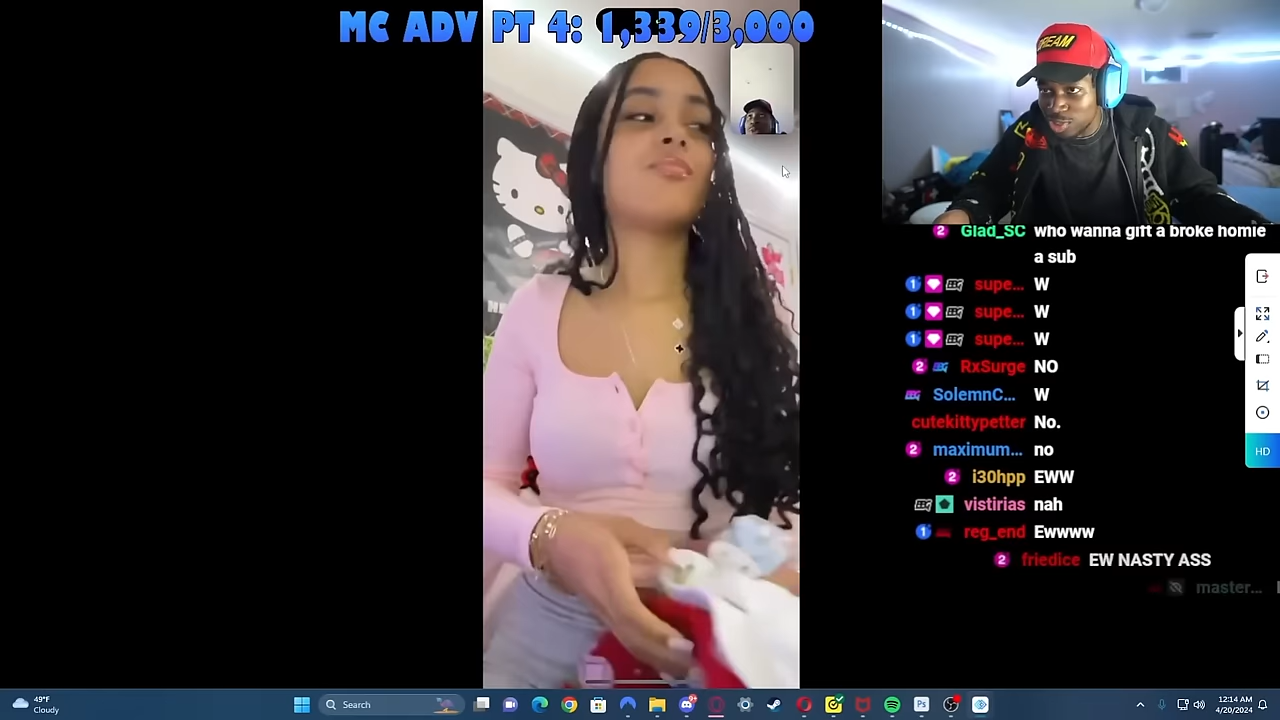 MC ADV PT 4: 1,339/3,000
DREAM
Glad_SC who wanna gift a broke homie
a sub
supe... W
supe... W
supe... W
RxSurge NO
SolemnC... W
cutekittypetter No.
maximum... no
i30hpp EWW
vistirias nah
reg_end Ewwww
friedice EW NASTY ASS
master...
HD
49°F
Cloudy
Search
12:14 AM
4/20/2024